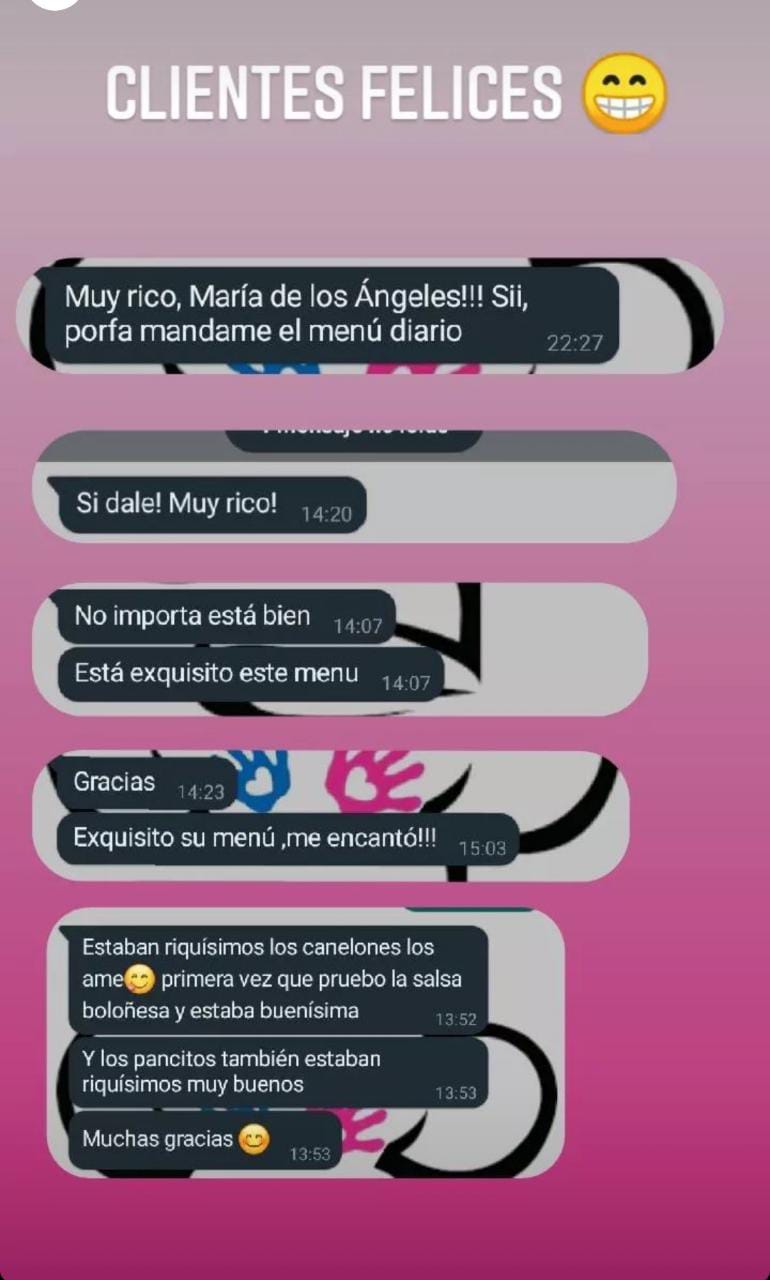 CLIENTES FELICES 😁
Muy rico, María de los Ángeles!!! Sii,
porfa mandame el menú diario 22:27
Si dale! Muy rico! 14:20
No importa está bien 14:07
Está exquisito este menu 14:07
Gracias 14:23
Exquisito su menú ,me encantó!!! 15:03
Estaban riquísimos los canelones los
ame😋 primera vez que pruebo la salsa
boloñesa y estaba buenísima 13:52
Y los pancitos también estaban
riquísimos muy buenos 13:53
Muchas gracias 😊 13:53